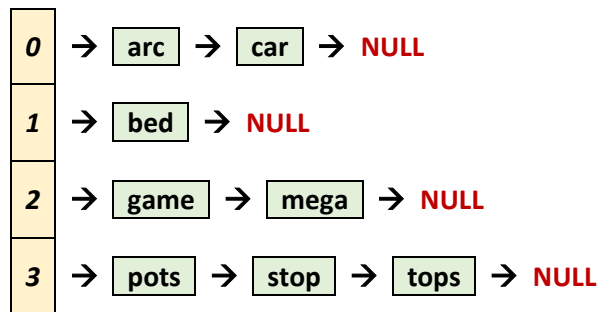 0 → arc → car → NULL
1 → bed → NULL
2 → game → mega → NULL
3 → pots → stop → tops → NULL